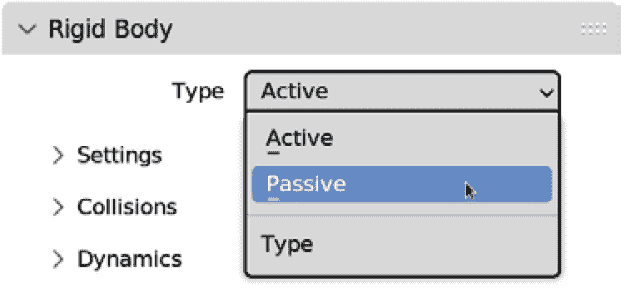 Rigid Body
Type Active
Active
Settings
Passive
Collisions
Type
Dynamics